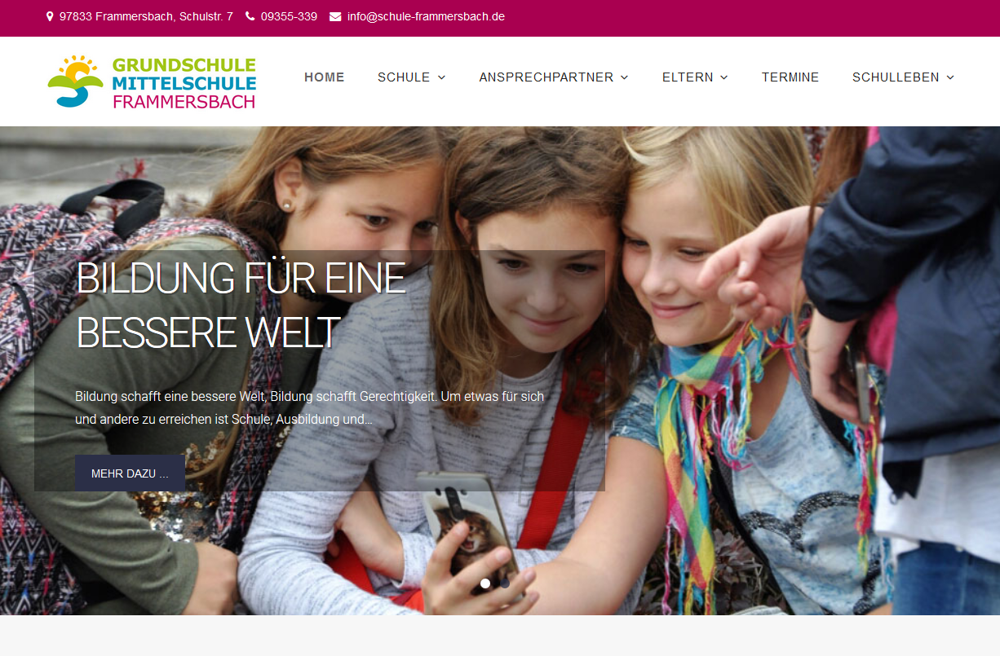 97833 Frammersbach, Schulstr. 7 09355-339 info@schule-frammersbach.de
GRUNDSCHULE
MITTELSCHULE
FRAMMERSBACH
HOME SCHULE ANSPRECHPARTNER ELTERN TERMINE SCHULLEBEN
BILDUNG FÜR EINE
BESSERE WELT
Bildung schafft eine bessere Welt, Bildung schafft Gerechtigkeit. Um etwas für sich
und andere zu erreichen ist Schule, Ausbildung und...
MEHR DAZU ...